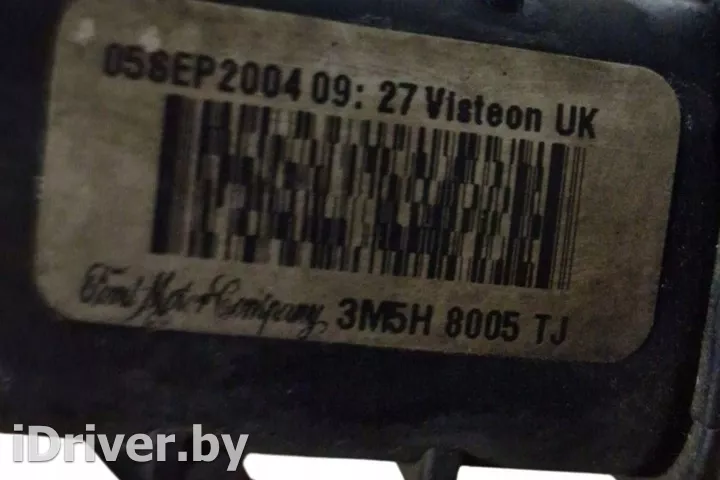 05SEP2004 09: 27 Visteon UK
Ford Motor Company 3M5H 8005 TJ
iDriver.by